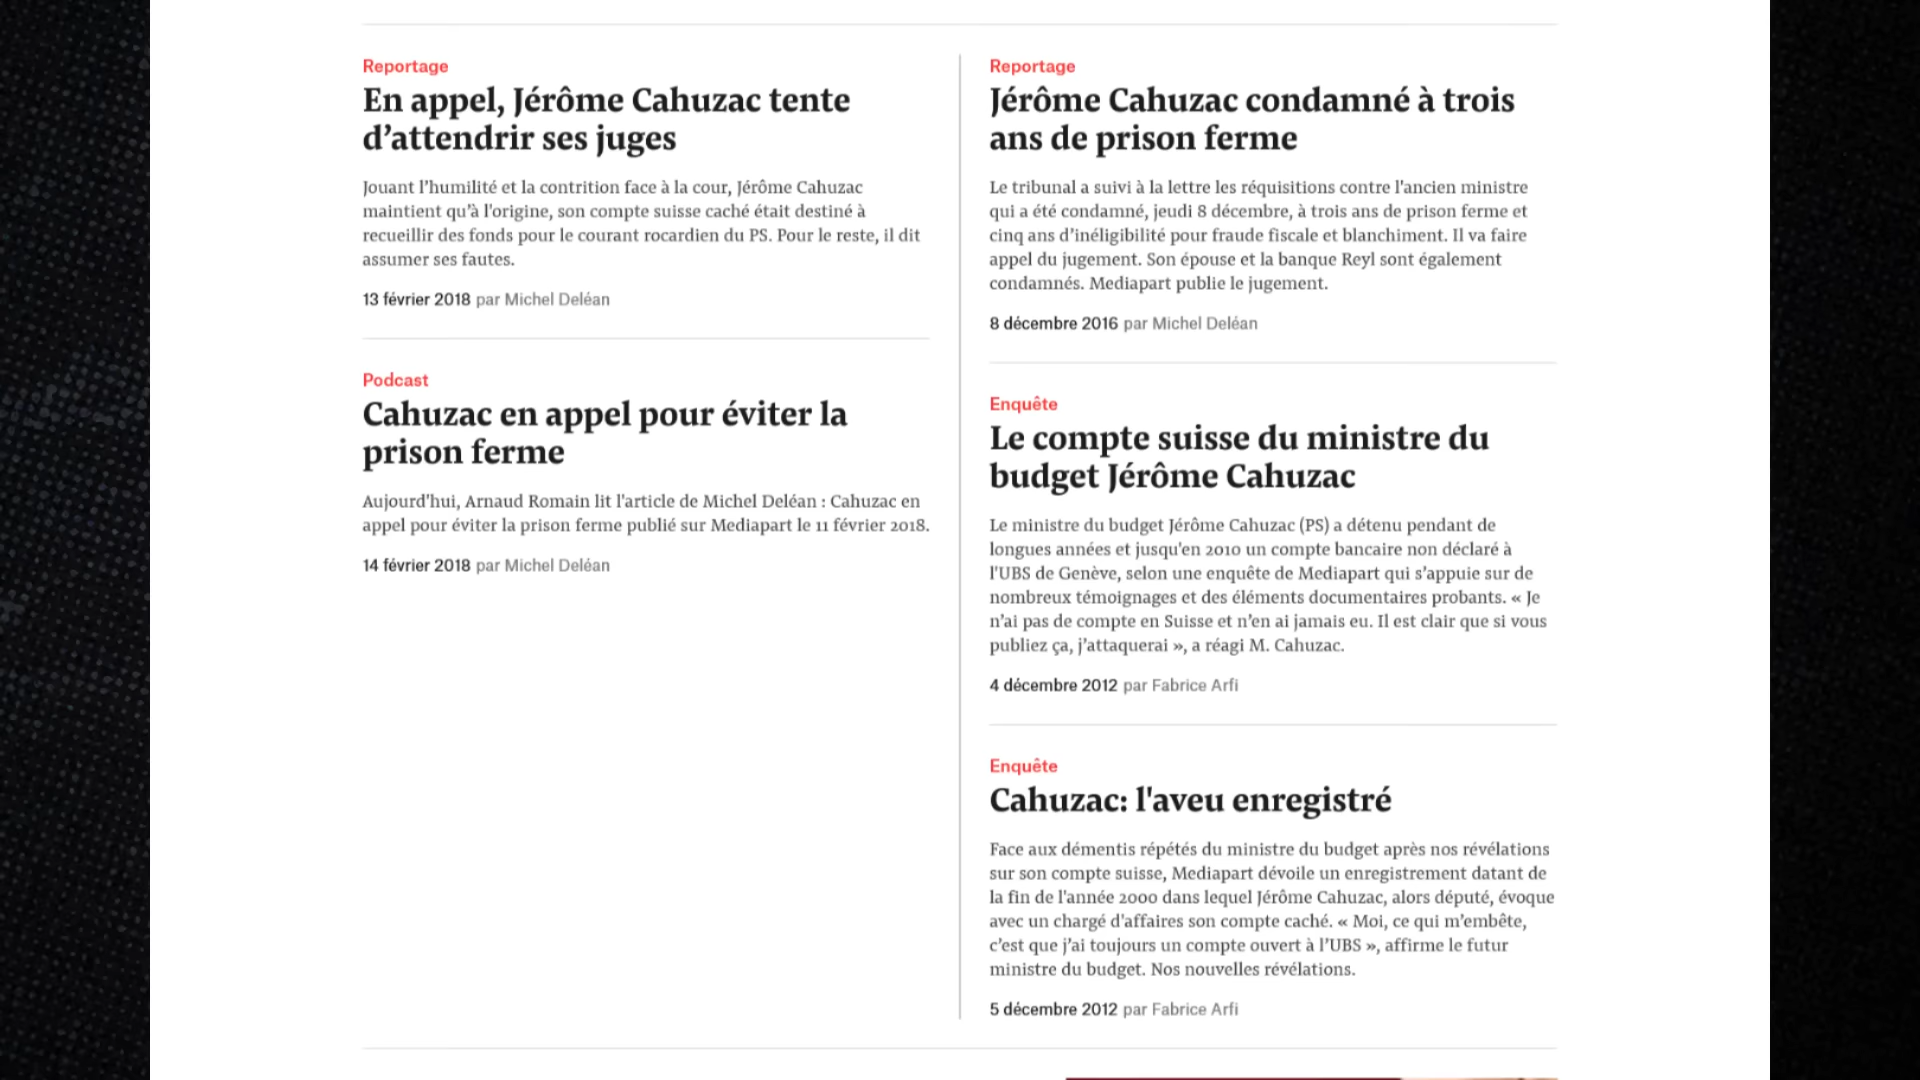 Reportage
En appel, Jérôme Cahuzac tente
d’attendrir ses juges
Jouant l’humilité et la contrition face à la cour, Jérôme Cahuzac
maintient qu’à l'origine, son compte suisse caché était destiné à
recueillir des fonds pour le courant rocardien du PS. Pour le reste, il dit
assumer ses fautes.
13 février 2018 par Michel Deléan
Podcast
Cahuzac en appel pour éviter la
prison ferme
Aujourd'hui, Arnaud Romain lit l'article de Michel Deléan : Cahuzac en
appel pour éviter la prison ferme publié sur Mediapart le 11 février 2018.
14 février 2018 par Michel Deléan
Reportage
Jérôme Cahuzac condamné à trois
ans de prison ferme
Le tribunal a suivi à la lettre les réquisitions contre l'ancien ministre
qui a été condamné, jeudi 8 décembre, à trois ans de prison ferme et
cinq ans d’inéligibilité pour fraude fiscale et blanchiment. Il va faire
appel du jugement. Son épouse et la banque Reyl sont également
condamnés. Mediapart publie le jugement.
8 décembre 2016 par Michel Deléan
Enquête
Le compte suisse du ministre du
budget Jérôme Cahuzac
Le ministre du budget Jérôme Cahuzac (PS) a détenu pendant de
longues années et jusqu'en 2010 un compte bancaire non déclaré à
l'UBS de Genève, selon une enquête de Mediapart qui s’appuie sur de
nombreux témoignages et des éléments documentaires probants. « Je
n’ai pas de compte en Suisse et n’en ai jamais eu. Il est clair que si vous
publiez ça, j’attaquerai », a réagi M. Cahuzac.
4 décembre 2012 par Fabrice Arfi
Enquête
Cahuzac: l'aveu enregistré
Face aux démentis répétés du ministre du budget après nos révélations
sur son compte suisse, Mediapart dévoile un enregistrement datant de
la fin de l'année 2000 dans lequel Jérôme Cahuzac, alors député, évoque
avec un chargé d'affaires son compte caché. « Moi, ce qui m’embête,
c’est que j’ai toujours un compte ouvert à l’UBS », affirme le futur
ministre du budget. Nos nouvelles révélations.
5 décembre 2012 par Fabrice Arfi